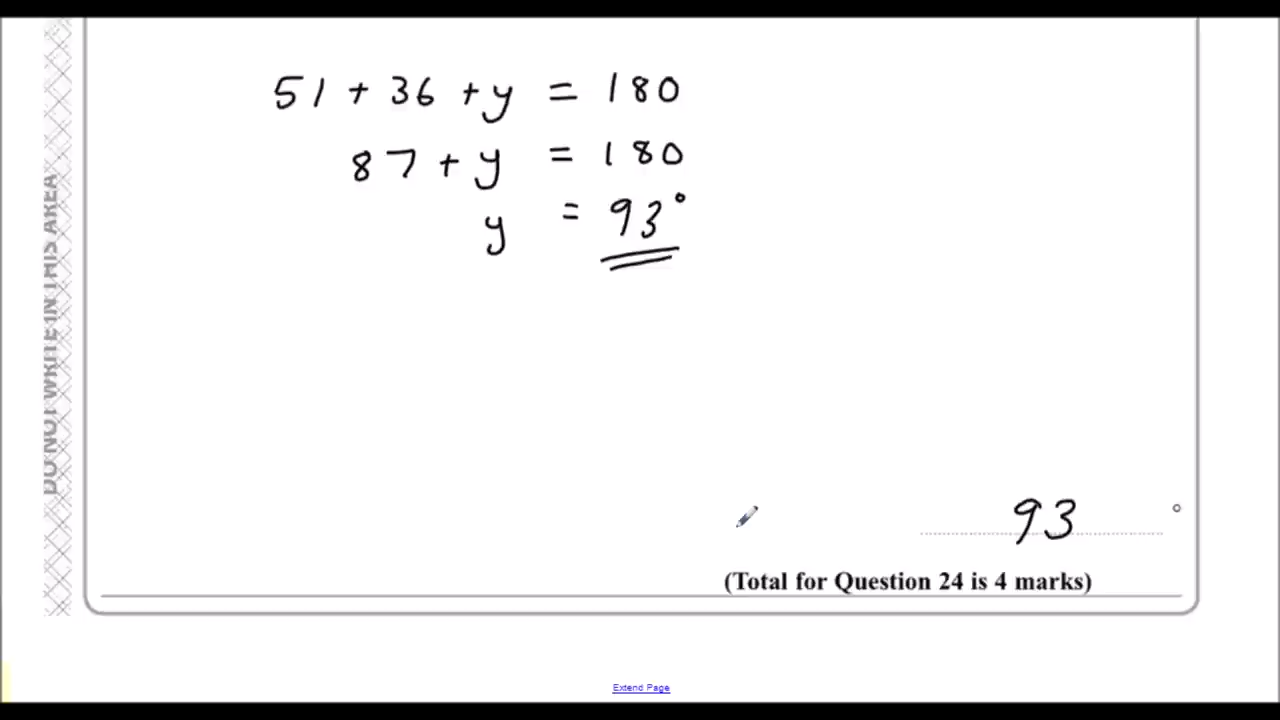 51 + 36 + y = 180
87 + y = 180
y = 93°
DO NOT WRITE IN THIS AREA
93 °
(Total for Question 24 is 4 marks)
Extend Page